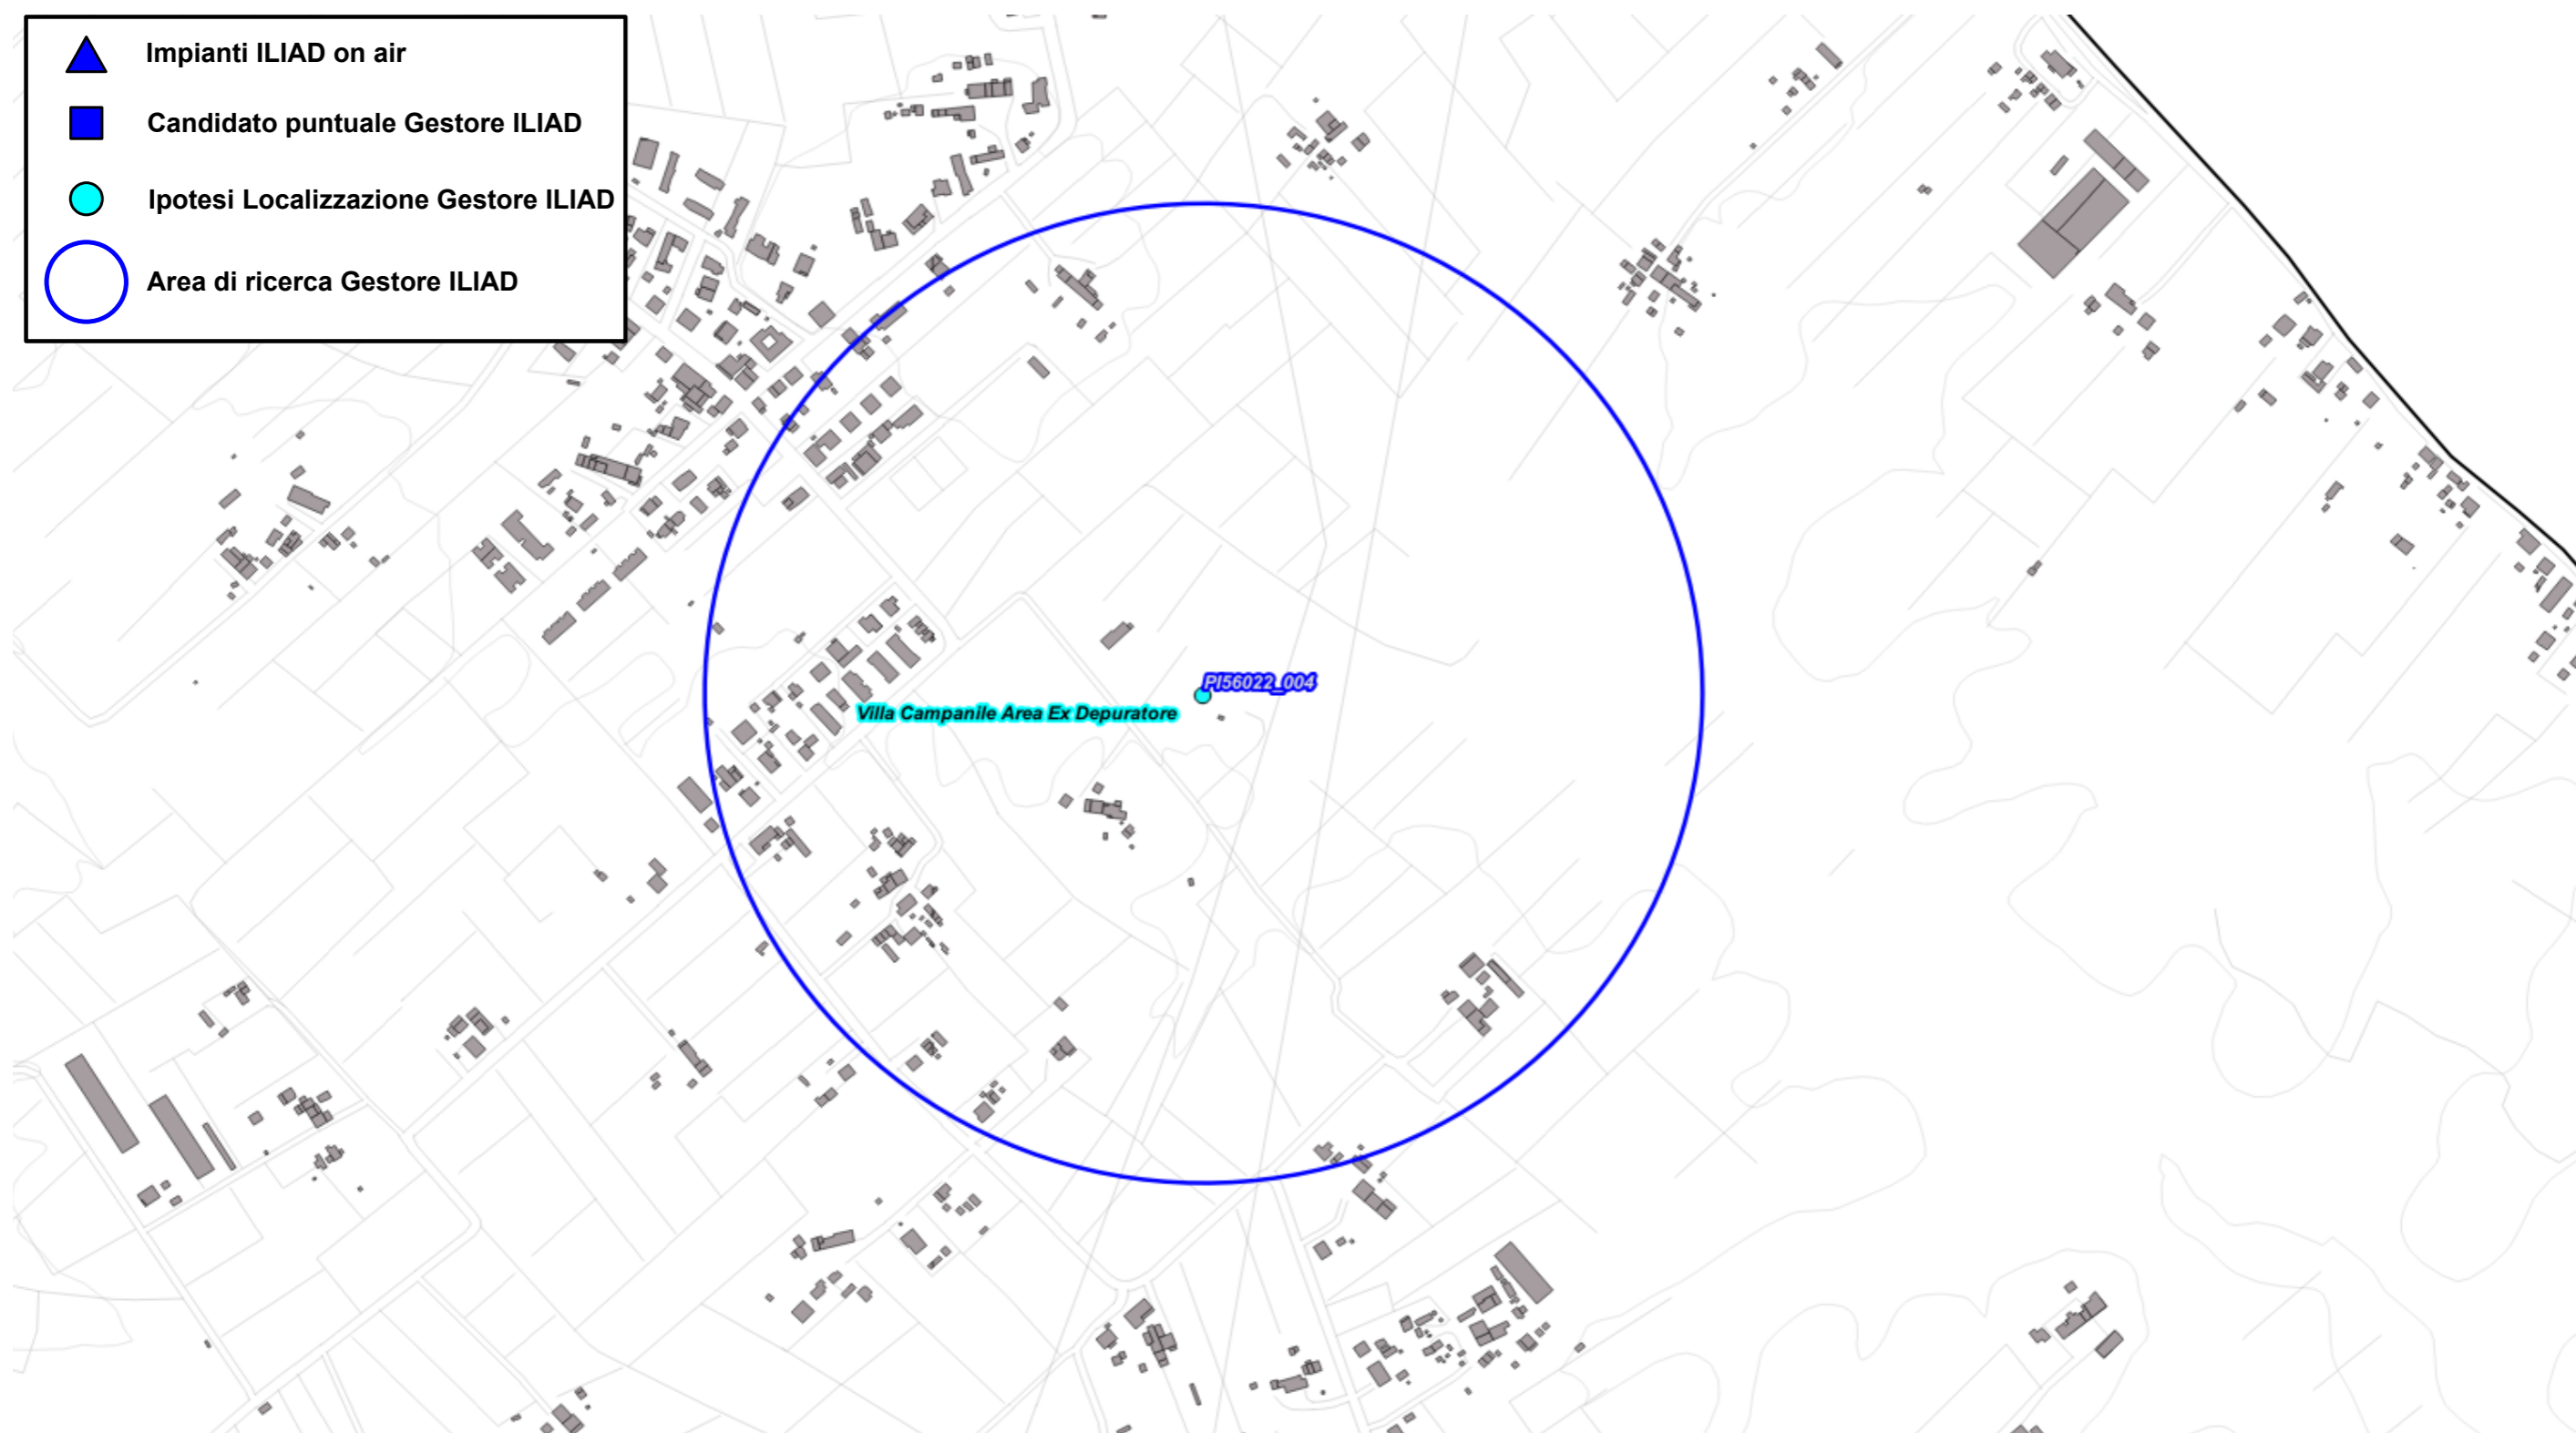 Impianti ILIAD on air
Candidato puntuale Gestore ILIAD
Ipotesi Localizzazione Gestore ILIAD
Area di ricerca Gestore ILIAD
PI56022_004
Villa Campanile Area Ex Depuratore